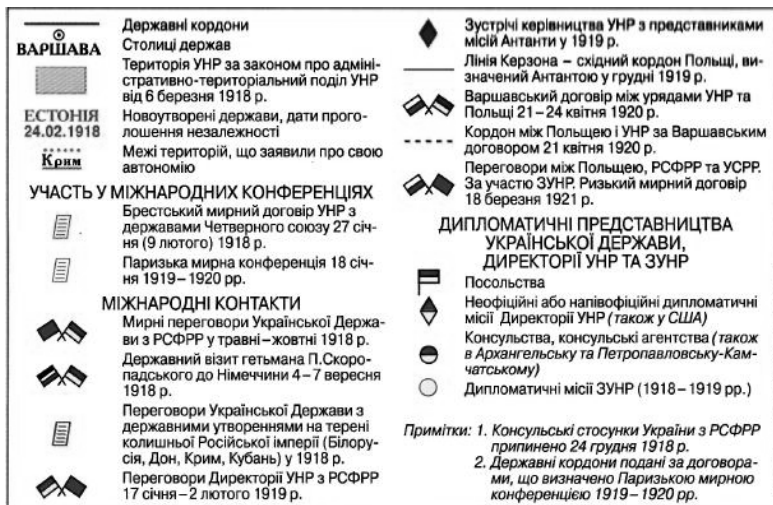 Державні кордони
ВАРШАВА
Столиці держав
Територія УНР за законом про адміні-
стративно-територіальний поділ УНР
від 6 березня 1918 р.
ЕСТОНІЯ
24.02.1918
Новоутворені держави, дати прого-
лошення незалежності
Крим
Межі територій, що заявили про свою
автономію
УЧАСТЬ У МІЖНАРОДНИХ КОНФЕРЕНЦІЯХ
Брестський мирний договір УНР з
державами Четверного союзу 27 січ-
ня (9 лютого) 1918 р.
Паризька мирна конференція 18 січ-
ня 1919–1920 рр.
МІЖНАРОДНІ КОНТАКТИ
Мирні переговори Української Держа-
ви з РСФРР у травні–жовтні 1918 р.
Державний візит гетьмана П.Скоро-
падського до Німеччини 4–7 вересня
1918 р.
Переговори Української Держави з
державними утвореннями на терені
колишньої Російської імперії (Білору-
сія, Дон, Крим, Кубань) у 1918 р.
Переговори Директорії УНР з РСФРР
17 січня–2 лютого 1919 р.
Зустрічі керівництва УНР з представниками
місій Антанти у 1919 р.
Лінія Керзона – східний кордон Польщі, ви-
значений Антантою у грудні 1919 р.
Варшавський договір між урядами УНР та
Польщі 21–24 квітня 1920 р.
Кордон між Польщею і УНР за Варшавським
договором 21 квітня 1920 р.
Переговори між Польщею, РСФРР та УСРР.
За участю ЗУНР. Ризький мирний договір
18 березня 1921 р.
ДИПЛОМАТИЧНІ ПРЕДСТАВНИЦТВА
УКРАЇНСЬКОЇ ДЕРЖАВИ,
ДИРЕКТОРІЇ УНР ТА ЗУНР
Посольства
Неофіційні або напівофіційні дипломатичні
місії Директорії УНР (також у США)
Консульства, консульські агентства (також
в Архангельську та Петропавловську-Кам-
чатському)
Дипломатичні місії ЗУНР (1918–1919 рр.)
Примітки: 1. Консульські стосунки України з РСФРР
припинено 24 грудня 1918 р.
2. Державні кордони подані за договора-
ми, що визначено Паризькою мирною
конференцією 1919–1920 рр.